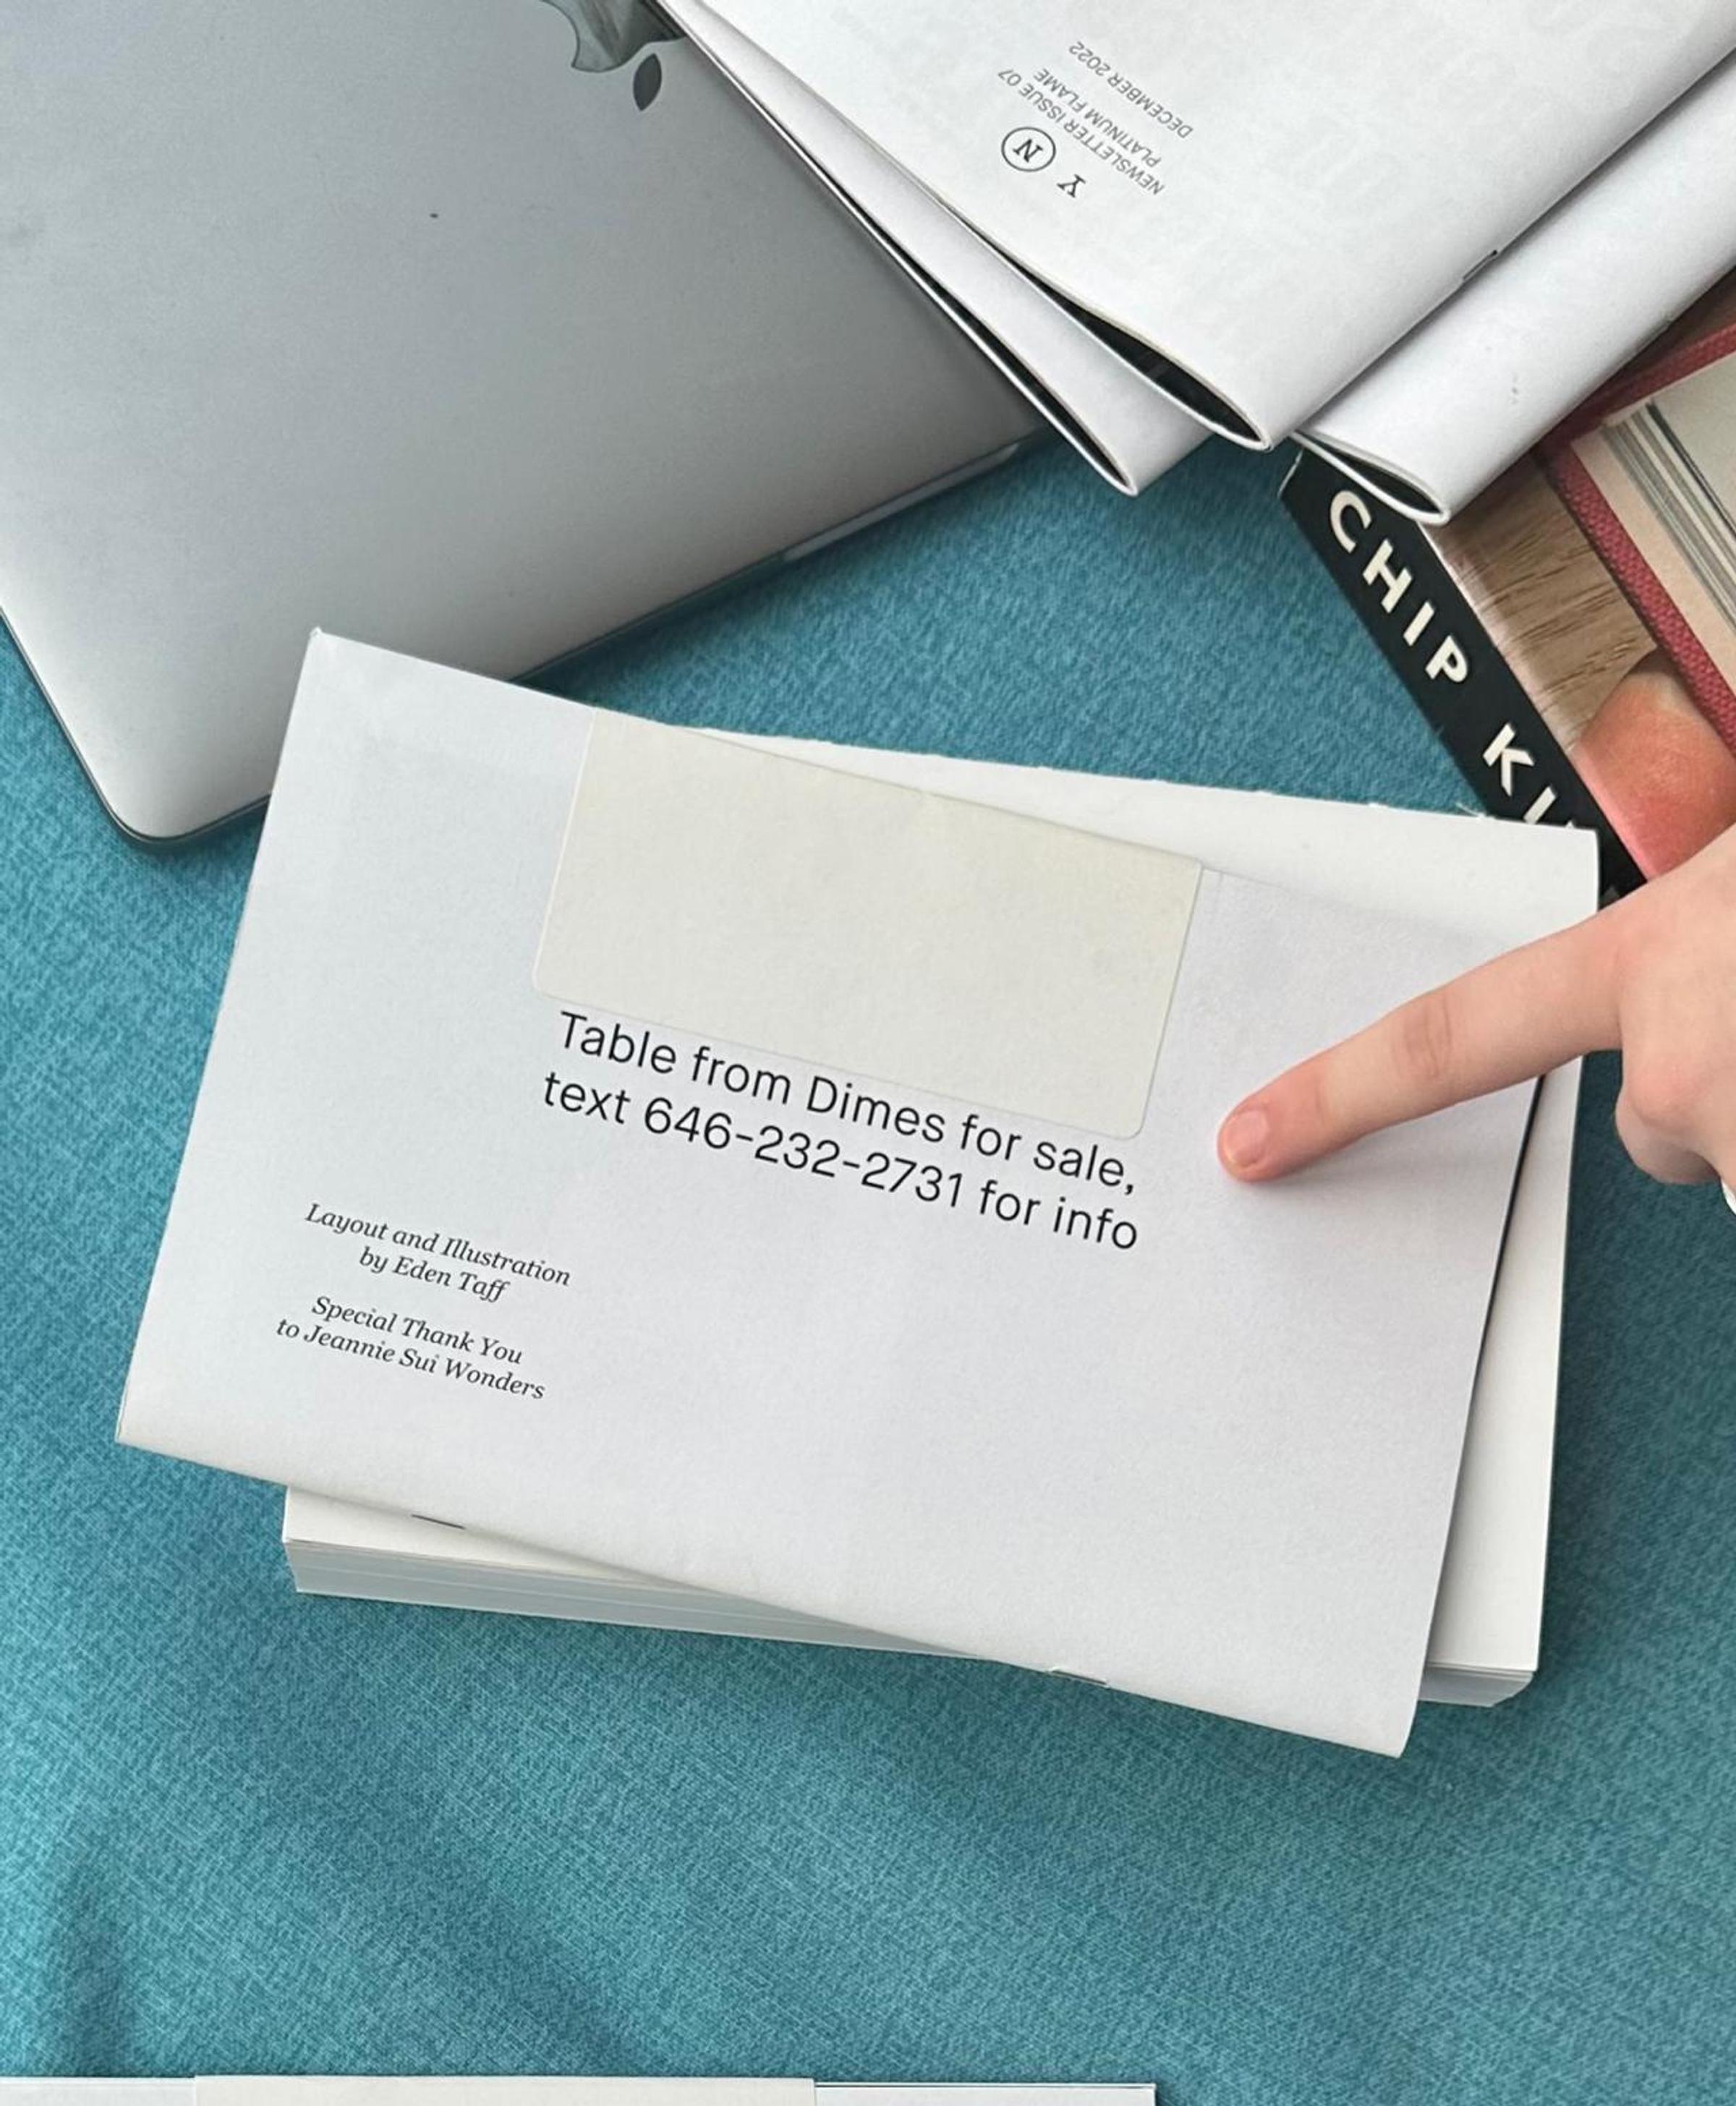 Y N
NEWSLETTER ISSUE 07
PLATINUM FLAME
DECEMBER 2022
CHIP
Table from Dimes for sale,
text 646-232-2731 for info
Layout and Illustration
by Eden Taff
Special Thank You
to Jeannie Sui Wonders